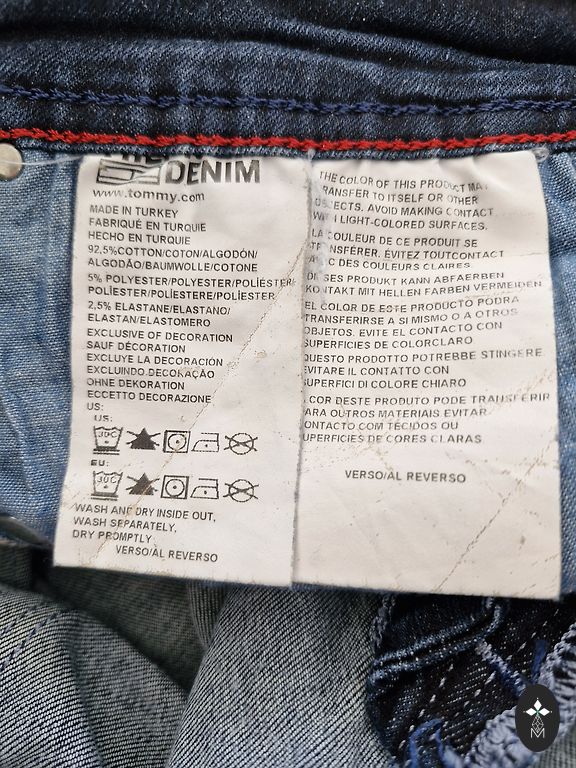 DENIM
www.tommy.com
MADE IN TURKEY
FABRIQUÉ EN TURQUIE
HECHO EN TURQUIE
92,5%COTTON/COTON/ALGODÓN/
ALGODÃO/BAUMWOLLE/COTONE
5% POLYESTER/POLYESTER/POLIÉSTER
POLIÉSTER/POLIESTERE/POLIESTER
2,5% ELASTANE/ELASTANO/
ELASTAN/ELASTOMERO
EXCLUSIVE OF DECORATION
SAUF DÉCORATION
EXCLUYE LA DECORACIÓN
EXCLUINDO DECORAÇÃO
OHNE DEKORATION
ECCETTO DECORAZIONE
US:
US:
30C
EU:
30C
WASH AND DRY INSIDE OUT,
WASH SEPARATELY,
DRY PROMPTLY
VERSO/AL REVERSO
THE COLOR OF THIS PRODUCT MAY
TRANSFER TO ITSELF OR OTHER
OBJECTS. AVOID MAKING CONTACT
WITH LIGHT-COLORED SURFACES.
LA COULEUR DE CE PRODUIT SE
TRANSFÉRER. ÉVITEZ TOUTCONTACT
AVEC DES COULEURS CLAIRES
DIESES PRODUKT KANN ABFAERBEN
KONTAKT MIT HELLEN FARBEN VERMEIDEN
EL COLOR DE ESTE PRODUCTO PODRA
TRANSFERIRSE A SI MISMO O A OTROS
OBJETOS. EVITE EL CONTACTO CON
SUPERFICIES DE COLORCLARO
QUESTO PRODOTTO POTREBBE STINGERE
EVITARE IL CONTATTO CON
SUPERFICI DI COLORE CHIARO
COR DESTE PRODUTO PODE TRANSFERIR
PARA OUTROS MATERIAIS EVITAR
CONTACTO COM TECIDOS OU
SUPERFICIES DE CORES CLARAS
VERSO/AL REVERSO
M